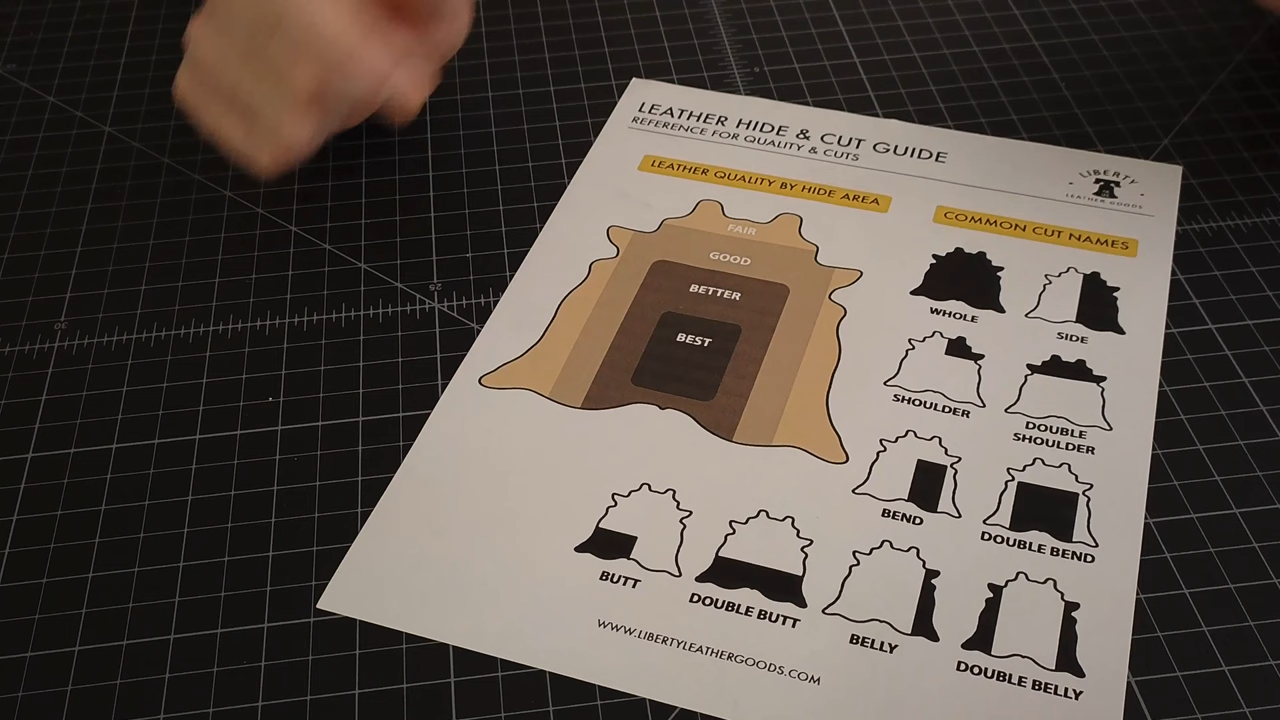 LEATHER HIDE & CUT GUIDE
REFERENCE FOR QUALITY & CUTS
LIBERTY
LEATHER GOODS
LEATHER QUALITY BY HIDE AREA
FAIR
GOOD
BETTER
BEST
COMMON CUT NAMES
WHOLE
SIDE
SHOULDER
DOUBLE
SHOULDER
BEND
DOUBLE BEND
BUTT
DOUBLE BUTT
BELLY
DOUBLE BELLY
WWW.LIBERTYLEATHERGOODS.COM
30
25